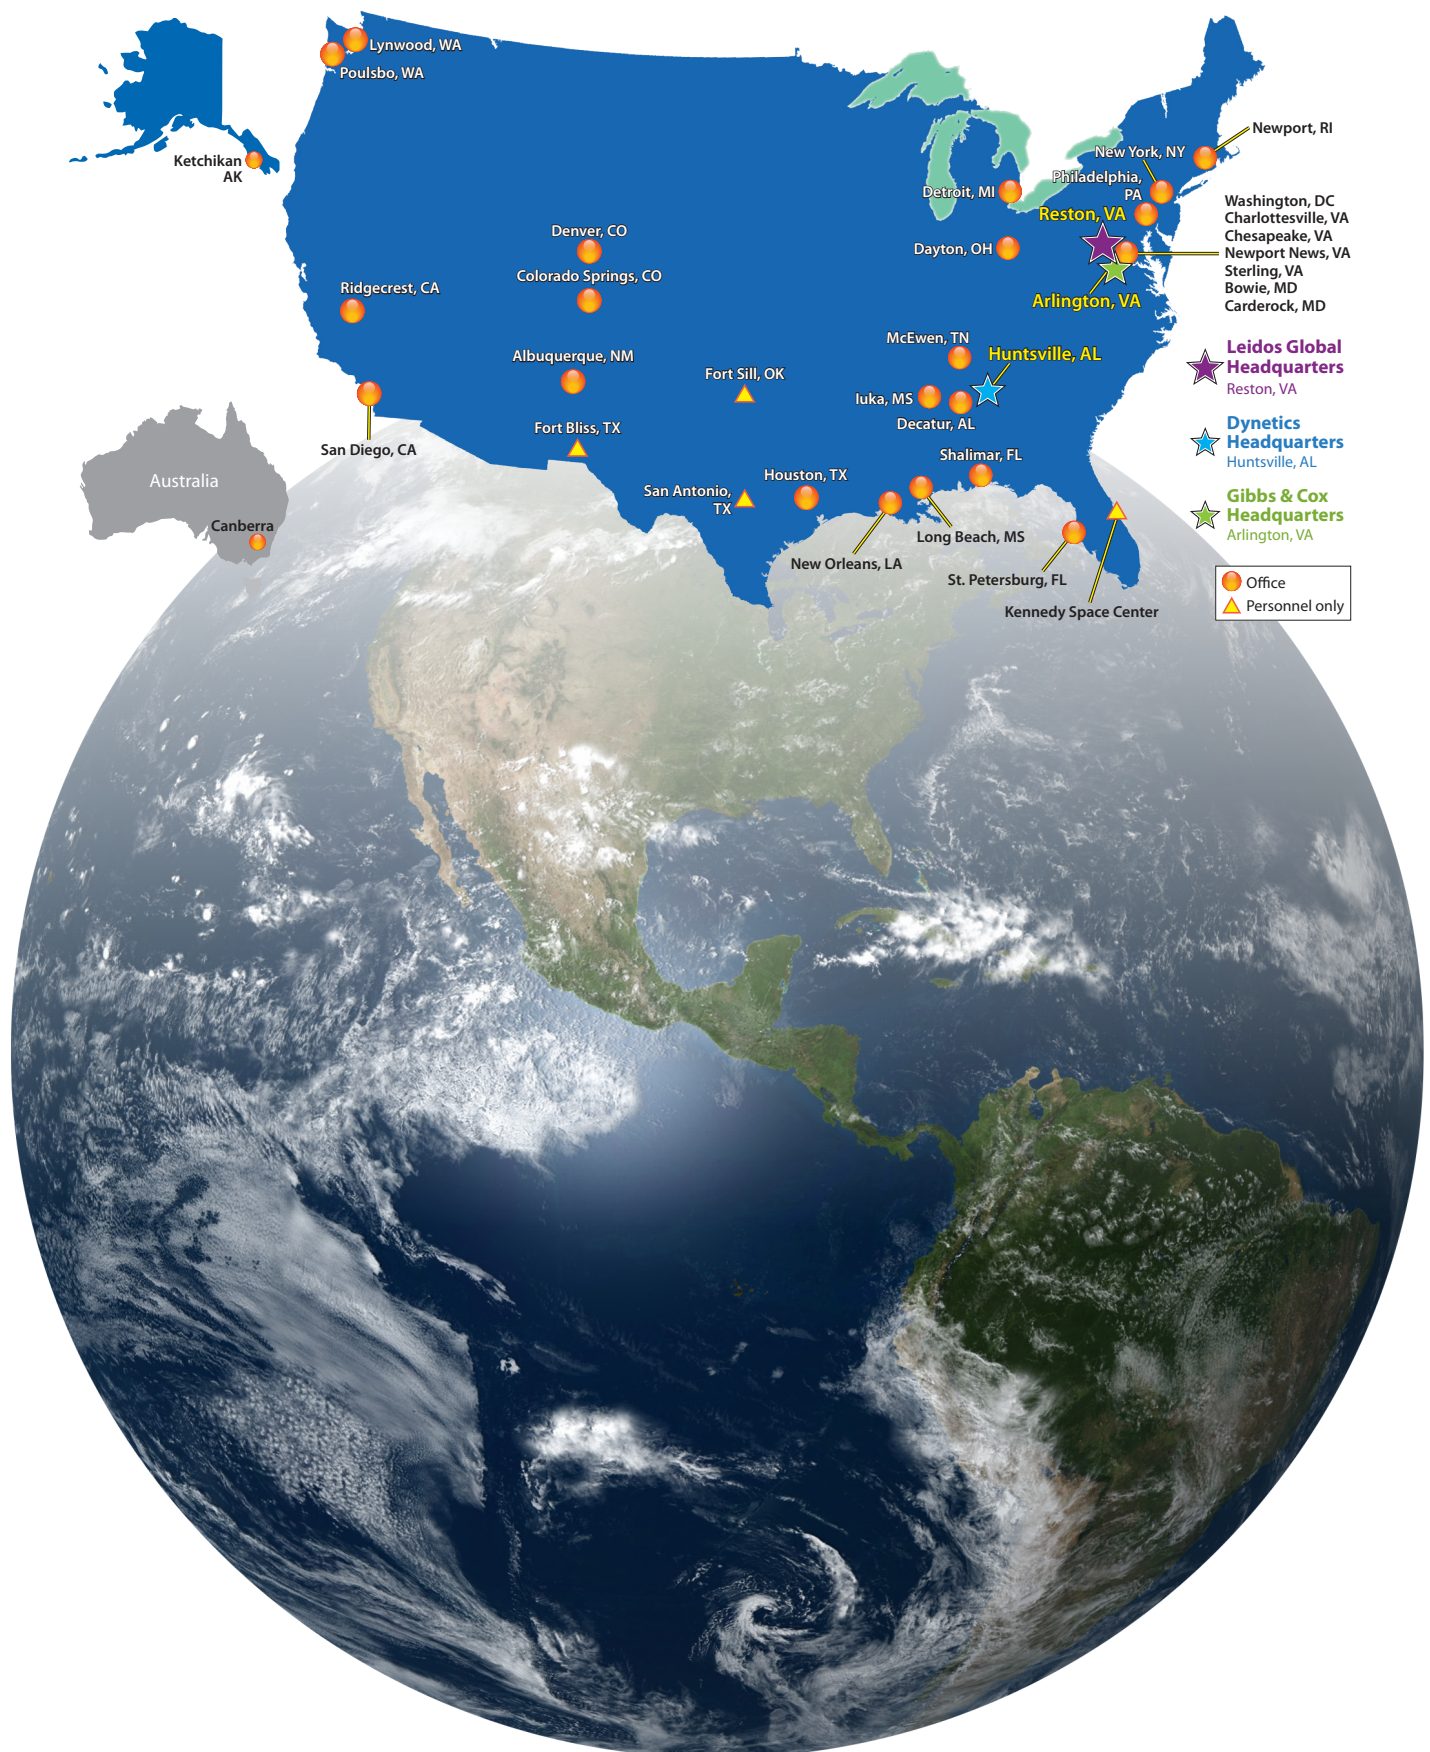 Lynwood, WA
Poulsbo, WA
Ketchikan
AK
Newport, RI
New York, NY
Philadelphia,
PA
Detroit, MI
Reston, VA
Washington, DC
Charlottesville, VA
Chesapeake, VA
Newport News, VA
Sterling, VA
Bowie, MD
Carderock, MD
Denver, CO
Dayton, OH
Colorado Springs, CO
Ridgecrest, CA
Arlington, VA
McEwen, TN
Huntsville, AL
Albuquerque, NM
Fort Sill, OK
Iuka, MS
Decatur, AL
Fort Bliss, TX
San Diego, CA
Shalimar, FL
Houston, TX
San Antonio,
TX
Long Beach, MS
New Orleans, LA
St. Petersburg, FL
Kennedy Space Center
Australia
Canberra
Leidos Global
Headquarters
Reston, VA
Dynetics
Headquarters
Huntsville, AL
Gibbs & Cox
Headquarters
Arlington, VA
Office
Personnel only